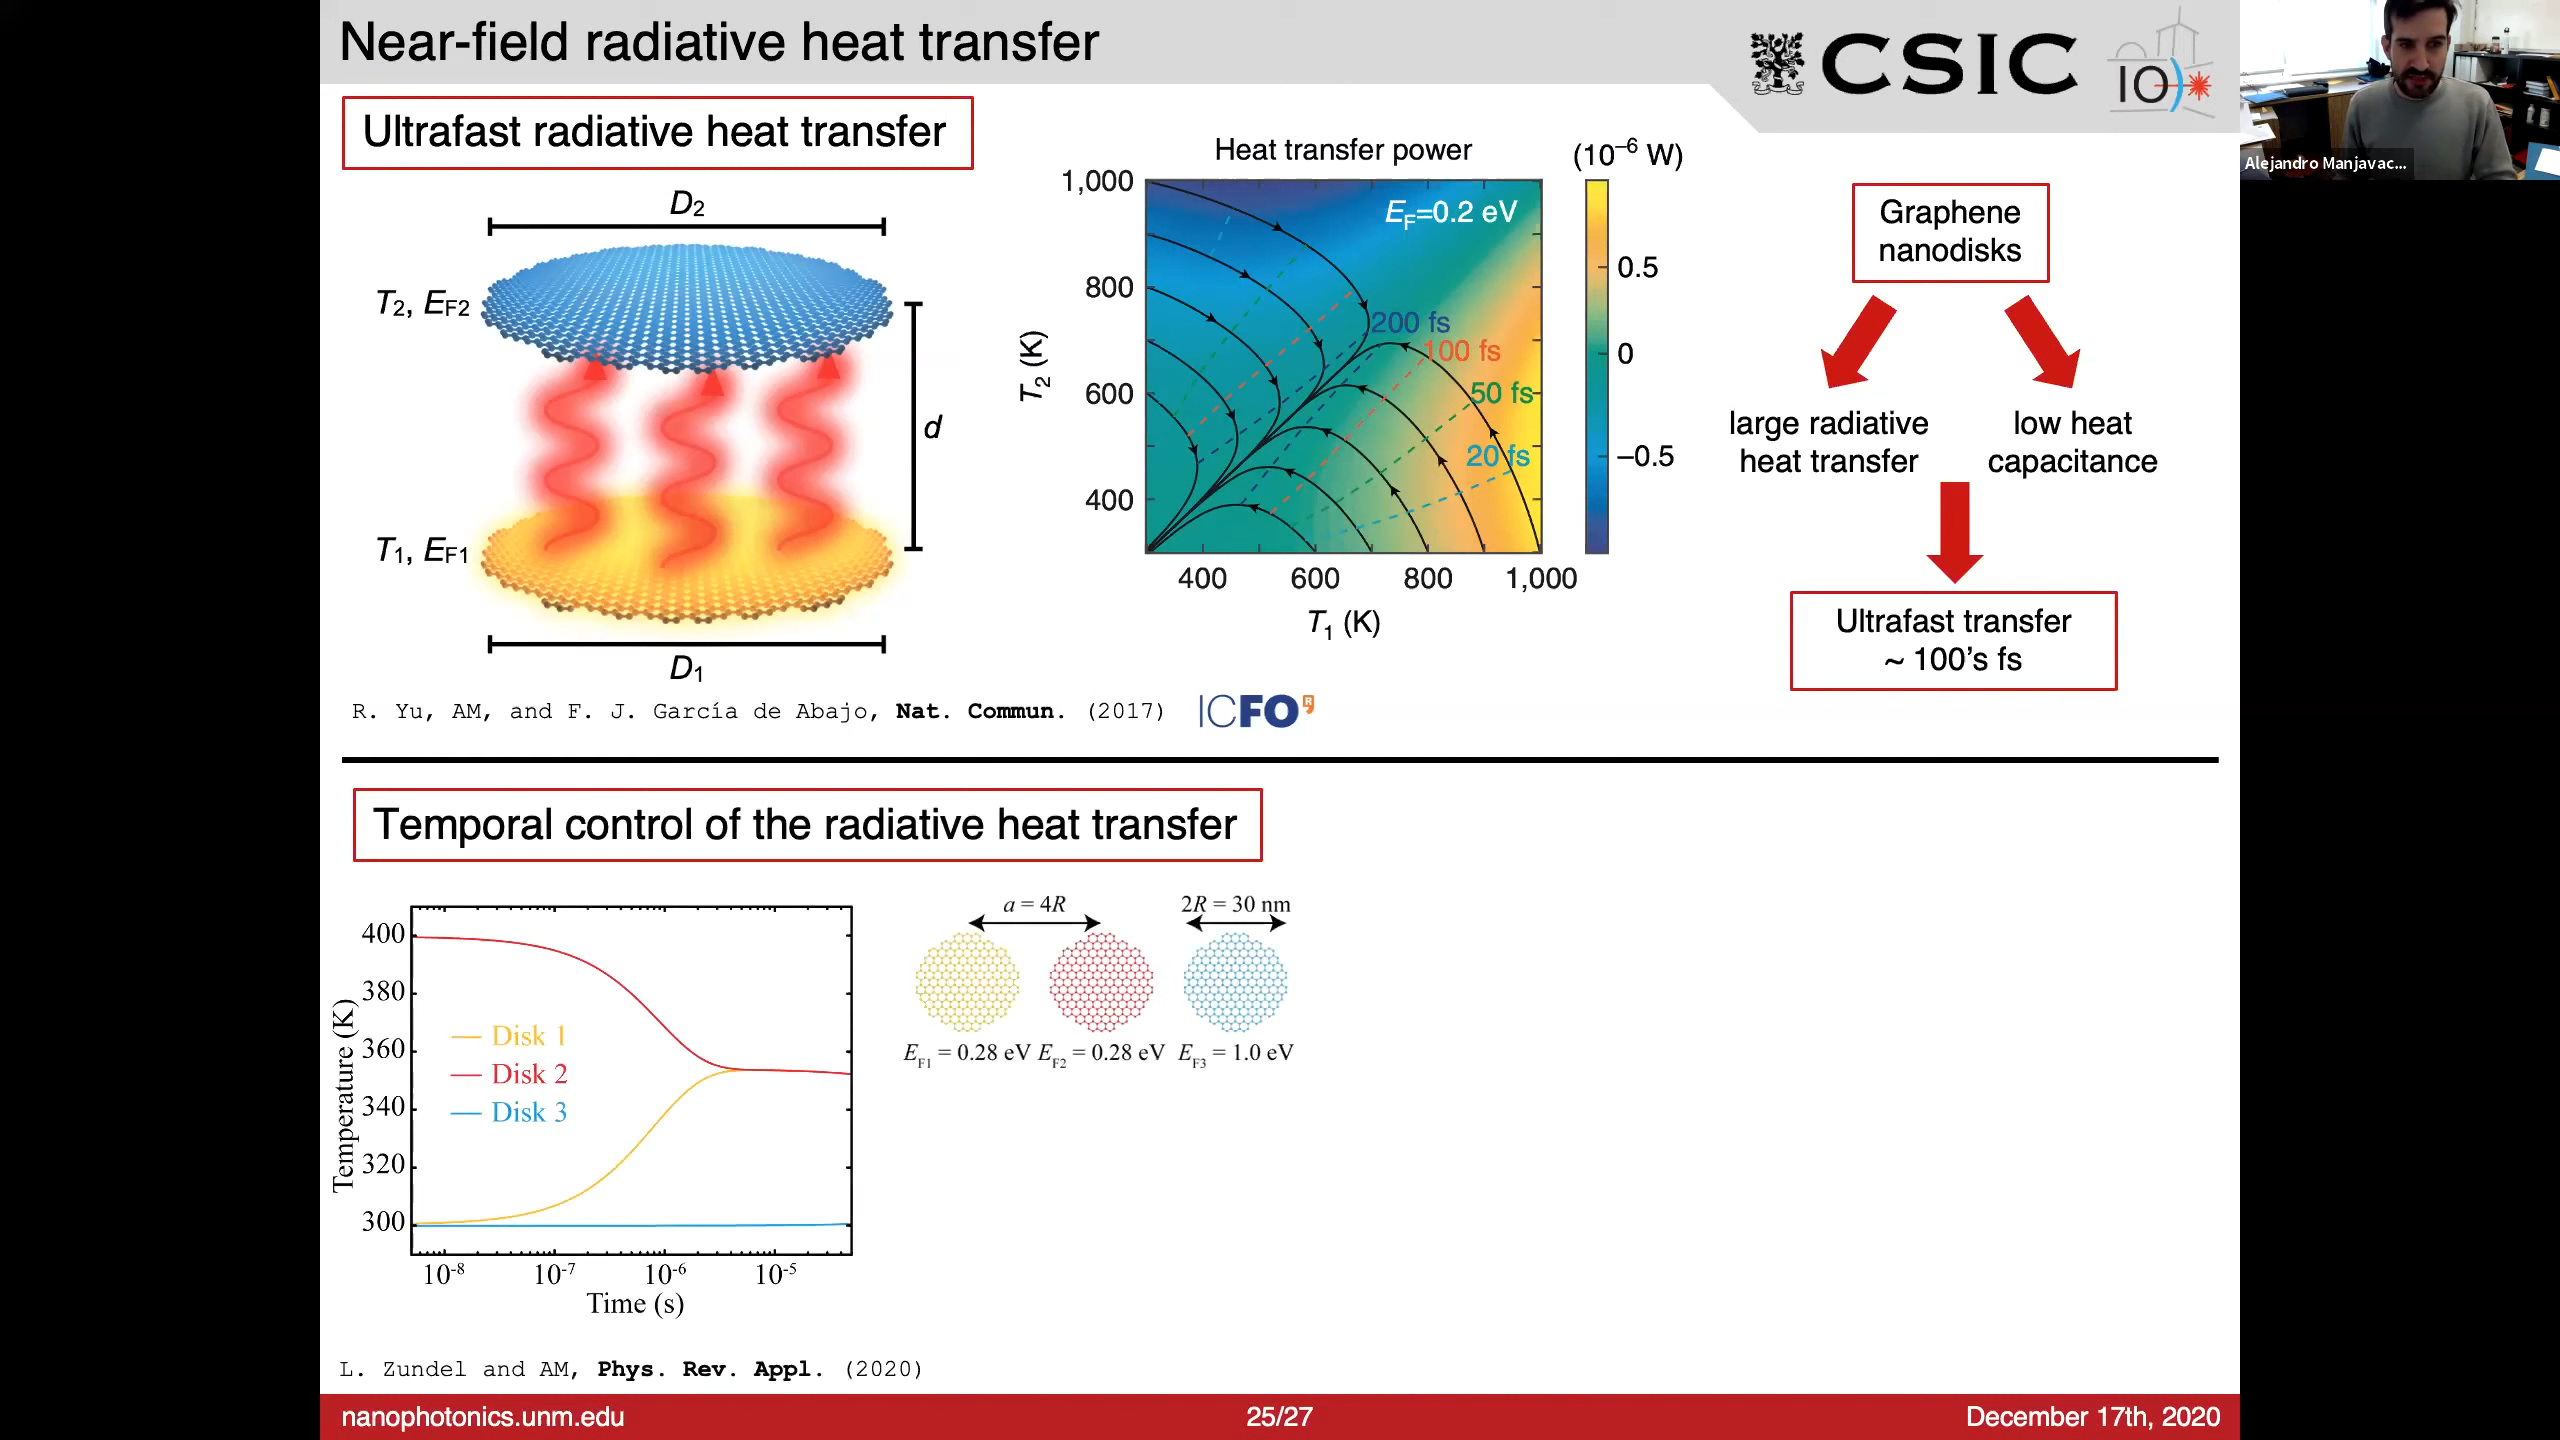 Near-field radiative heat transfer
CSIC
IO
Alejandro Manjavac...
Ultrafast radiative heat transfer
D2
T2, EF2
d
T1, EF1
D1
Heat transfer power
(10–6 W)
EF=0.2 eV
200 fs
100 fs
50 fs
20 fs
1,000
800
600
400
T2 (K)
400 600 800 1,000
T1 (K)
0.5
0
–0.5
Graphene
nanodisks
large radiative
heat transfer
low heat
capacitance
Ultrafast transfer
~ 100's fs
R. Yu, AM, and F. J. García de Abajo, Nat. Commun. (2017)
ICFO R
Temporal control of the radiative heat transfer
400
380
360
340
320
300
Temperature (K)
Disk 1
Disk 2
Disk 3
10-8 10-7 10-6 10-5
Time (s)
a = 4R
2R = 30 nm
EF1 = 0.28 eV EF2 = 0.28 eV EF3 = 1.0 eV
L. Zundel and AM, Phys. Rev. Appl. (2020)
nanophotonics.unm.edu
25/27
December 17th, 2020